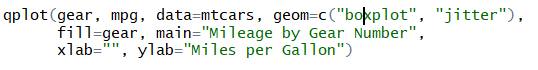 qplot(gear, mpg, data=mtcars, geom=c("boxplot", "jitter"),
fill=gear, main="Mileage by Gear Number",
xlab="", ylab="Miles per Gallon")